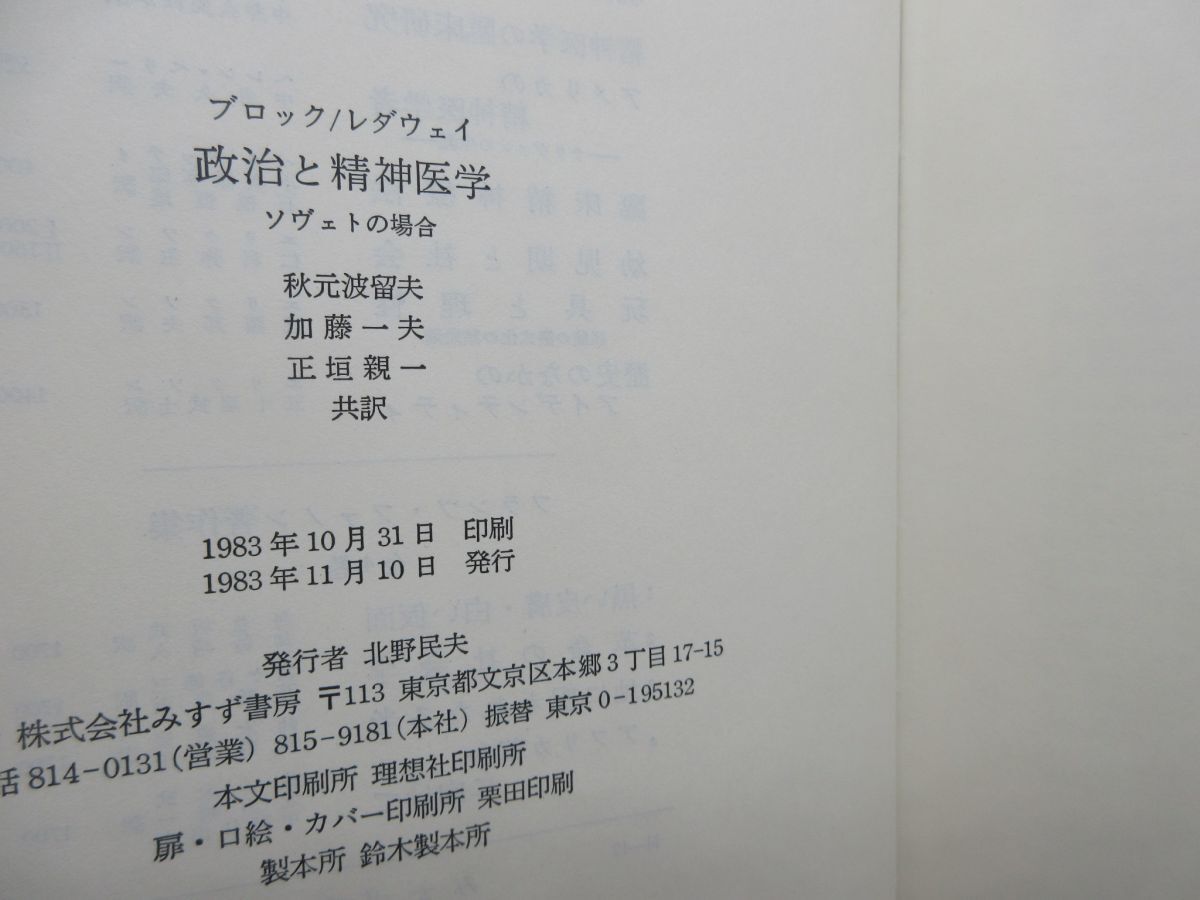 ブロック/レダウェイ
政治と精神医学
ソヴェトの場合
秋元波留夫
加藤一夫
正垣親一
共訳
1983年10月31日 印刷
1983年11月10日 発行
発行者 北野民夫
株式会社みすず書房 〒113 東京都文京区本郷3丁目17-15
話814-0131(営業) 815-9181(本社) 振替 東京0-195132
本文印刷所 理想社印刷所
扉・口絵・カバー印刷所 栗田印刷
製本所 鈴木製本所